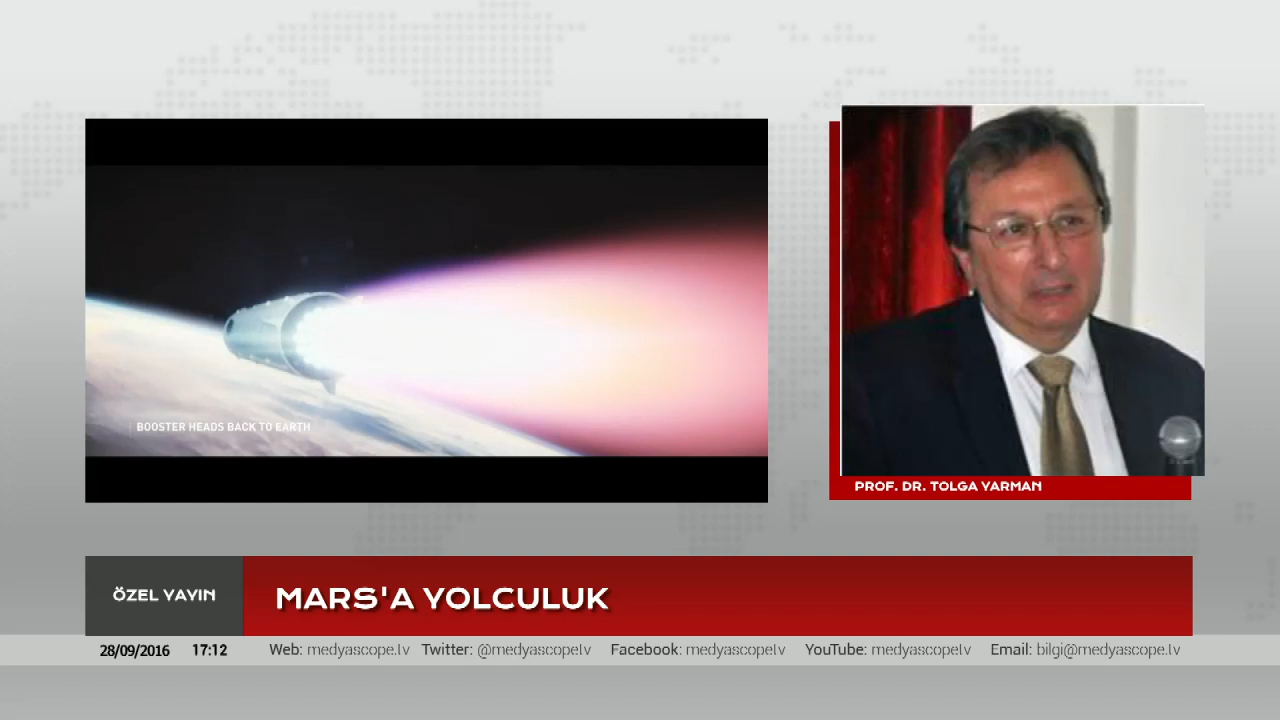 BOOSTER HEADS BACK TO EARTH
PROF. DR. TOLGA YARMAN
ÖZEL YAYIN
MARS'A YOLCULUK
28/09/2016 17:12 Web: medyascope.tv Twitter: @medyascopetv Facebook: medyascopetv YouTube: medyascopetv Email: bilgi@medyascope.tv